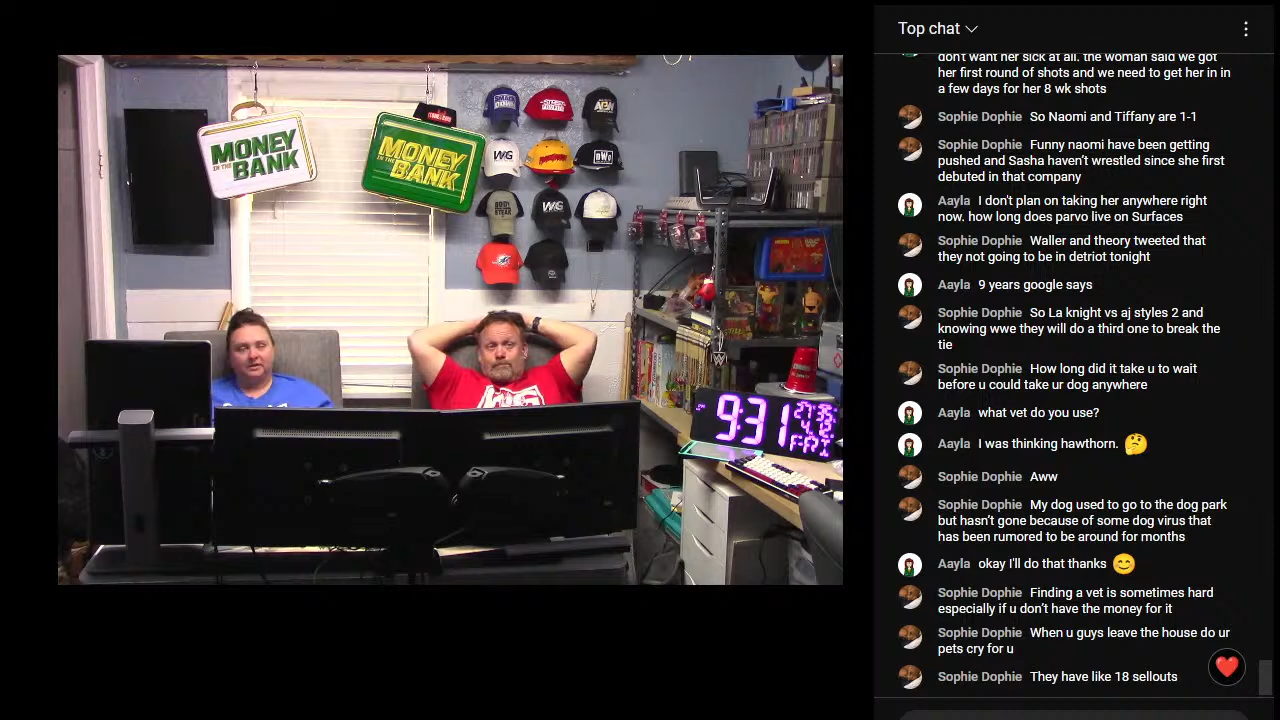 Top chat
don't want her sick at all. the woman said we got
her first round of shots and we need to get her in in
a few days for her 8 wk shots
Sophie Dophie So Naomi and Tiffany are 1-1
Sophie Dophie Funny naomi have been getting
pushed and Sasha haven't wrestled since she first
debuted in that company
Aayla I don't plan on taking her anywhere right
now. how long does parvo live on Surfaces
Sophie Dophie Waller and theory tweeted that
they not going to be in detriot tonight
Aayla 9 years google says
Sophie Dophie So La knight vs aj styles 2 and
knowing wwe they will do a third one to break the
tie
Sophie Dophie How long did it take u to wait
before u could take ur dog anywhere
Aayla what vet do you use?
Aayla I was thinking hawthorn. 🤔
Sophie Dophie Aww
Sophie Dophie My dog used to go to the dog park
but hasn't gone because of some dog virus that
has been rumored to be around for months
Aayla okay I'll do that thanks 😊
Sophie Dophie Finding a vet is sometimes hard
especially if u don't have the money for it
Sophie Dophie When u guys leave the house do ur
pets cry for u
Sophie Dophie They have like 18 sellouts
MONEY
IN THE BANK
MONEY
IN THE BANK
WG
nWo
9:31
FRI